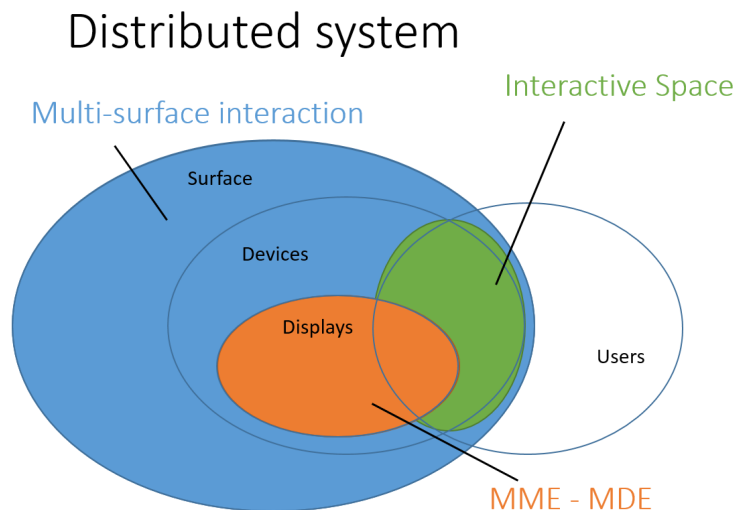 Distributed system
Interactive Space
Multi-surface interaction
Surface
Devices
Displays
Users
MME - MDE